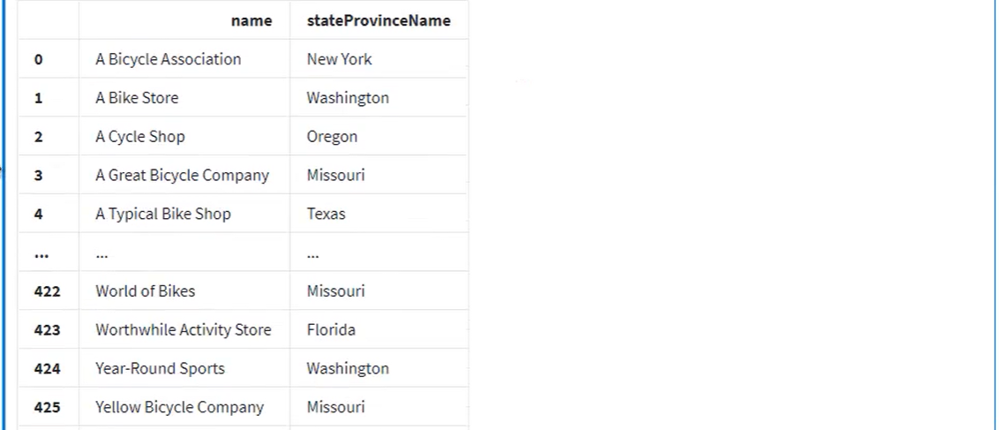 name stateProvinceName
0 A Bicycle Association New York
1 A Bike Store Washington
2 A Cycle Shop Oregon
3 A Great Bicycle Company Missouri
4 A Typical Bike Shop Texas
... ... ...
422 World of Bikes Missouri
423 Worthwhile Activity Store Florida
424 Year-Round Sports Washington
425 Yellow Bicycle Company Missouri